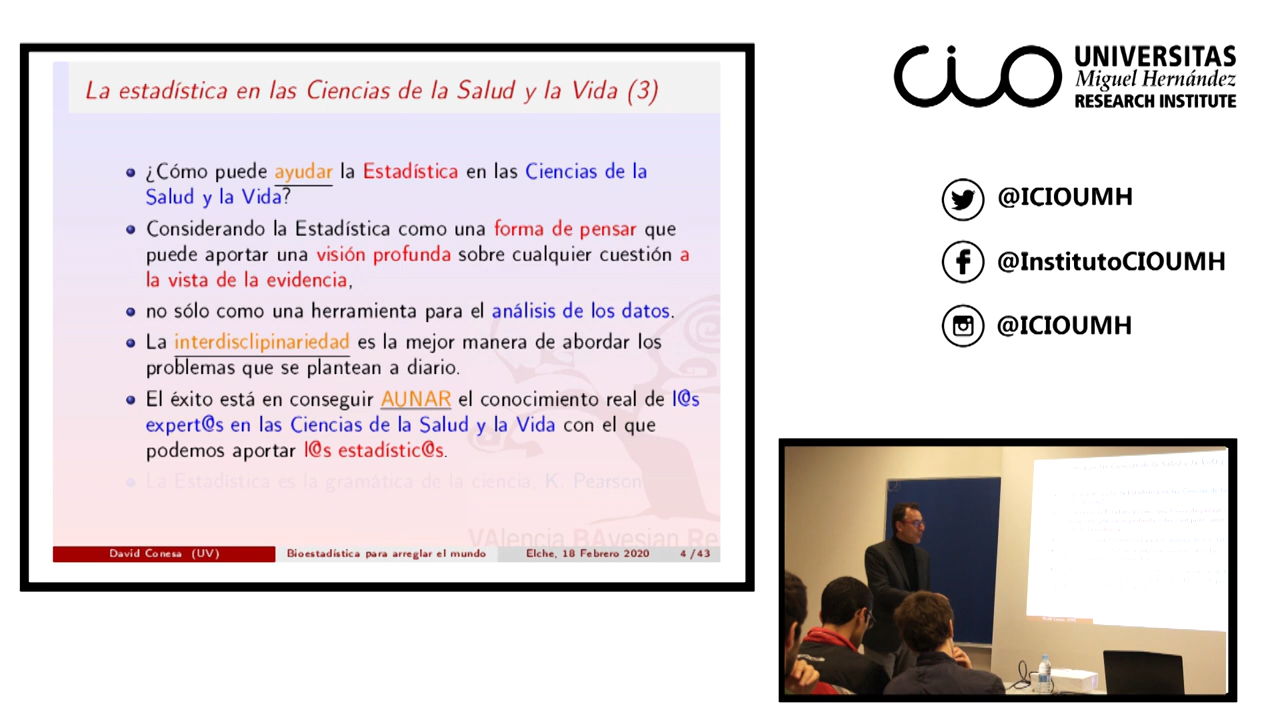 La estadística en las Ciencias de la Salud y la Vida (3)
¿Cómo puede ayudar la Estadística en las Ciencias de la
Salud y la Vida?
Considerando la Estadística como una forma de pensar que
puede aportar una visión profunda sobre cualquier cuestión a
la vista de la evidencia,
no sólo como una herramienta para el análisis de los datos.
La interdisclipinariedad es la mejor manera de abordar los
problemas que se plantean a diario.
El éxito está en conseguir AUNAR el conocimiento real de l@s
expert@s en las Ciencias de la Salud y la Vida con el que
podemos aportar l@s estadístic@s.
La Estadística es la gramática de la ciencia, K. Pearson
VAlencia BAyesian Re
David Conesa (UV)
Bioestadística para arreglar el mundo
Elche, 18 Febrero 2020
4 / 43
cio
UNIVERSITAS
Miguel Hernández
RESEARCH INSTITUTE
@ICIOUMH
@InstitutoCIOUMH
@ICIOUMH